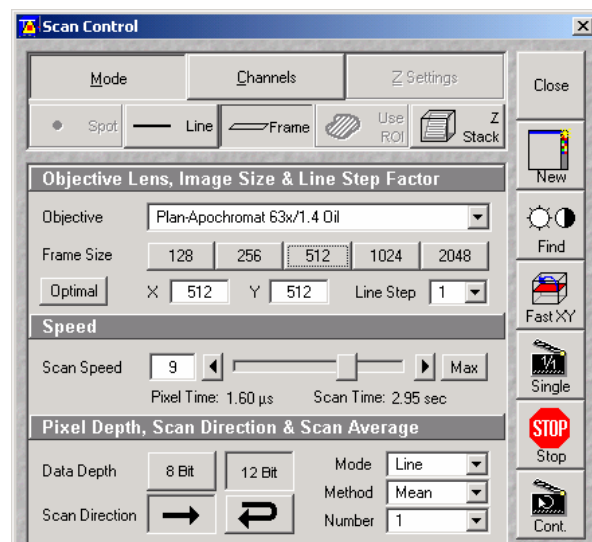 Scan Control
Mode Channels Z Settings Close
Spot Line Frame Use ROI Z Stack
New
Objective Lens, Image Size & Line Step Factor
Objective Plan-Apochromat 63x/1.4 Oil
Find
Frame Size 128 256 512 1024 2048
Optimal X 512 Y 512 Line Step 1
Fast XY
Speed
Scan Speed 9 Max
1/1
Single
Pixel Time: 1.60 µs Scan Time: 2.95 sec
Pixel Depth, Scan Direction & Scan Average
STOP
Stop
Data Depth 8 Bit 12 Bit Mode Line
Method Mean
Scan Direction Number 1
Cont.